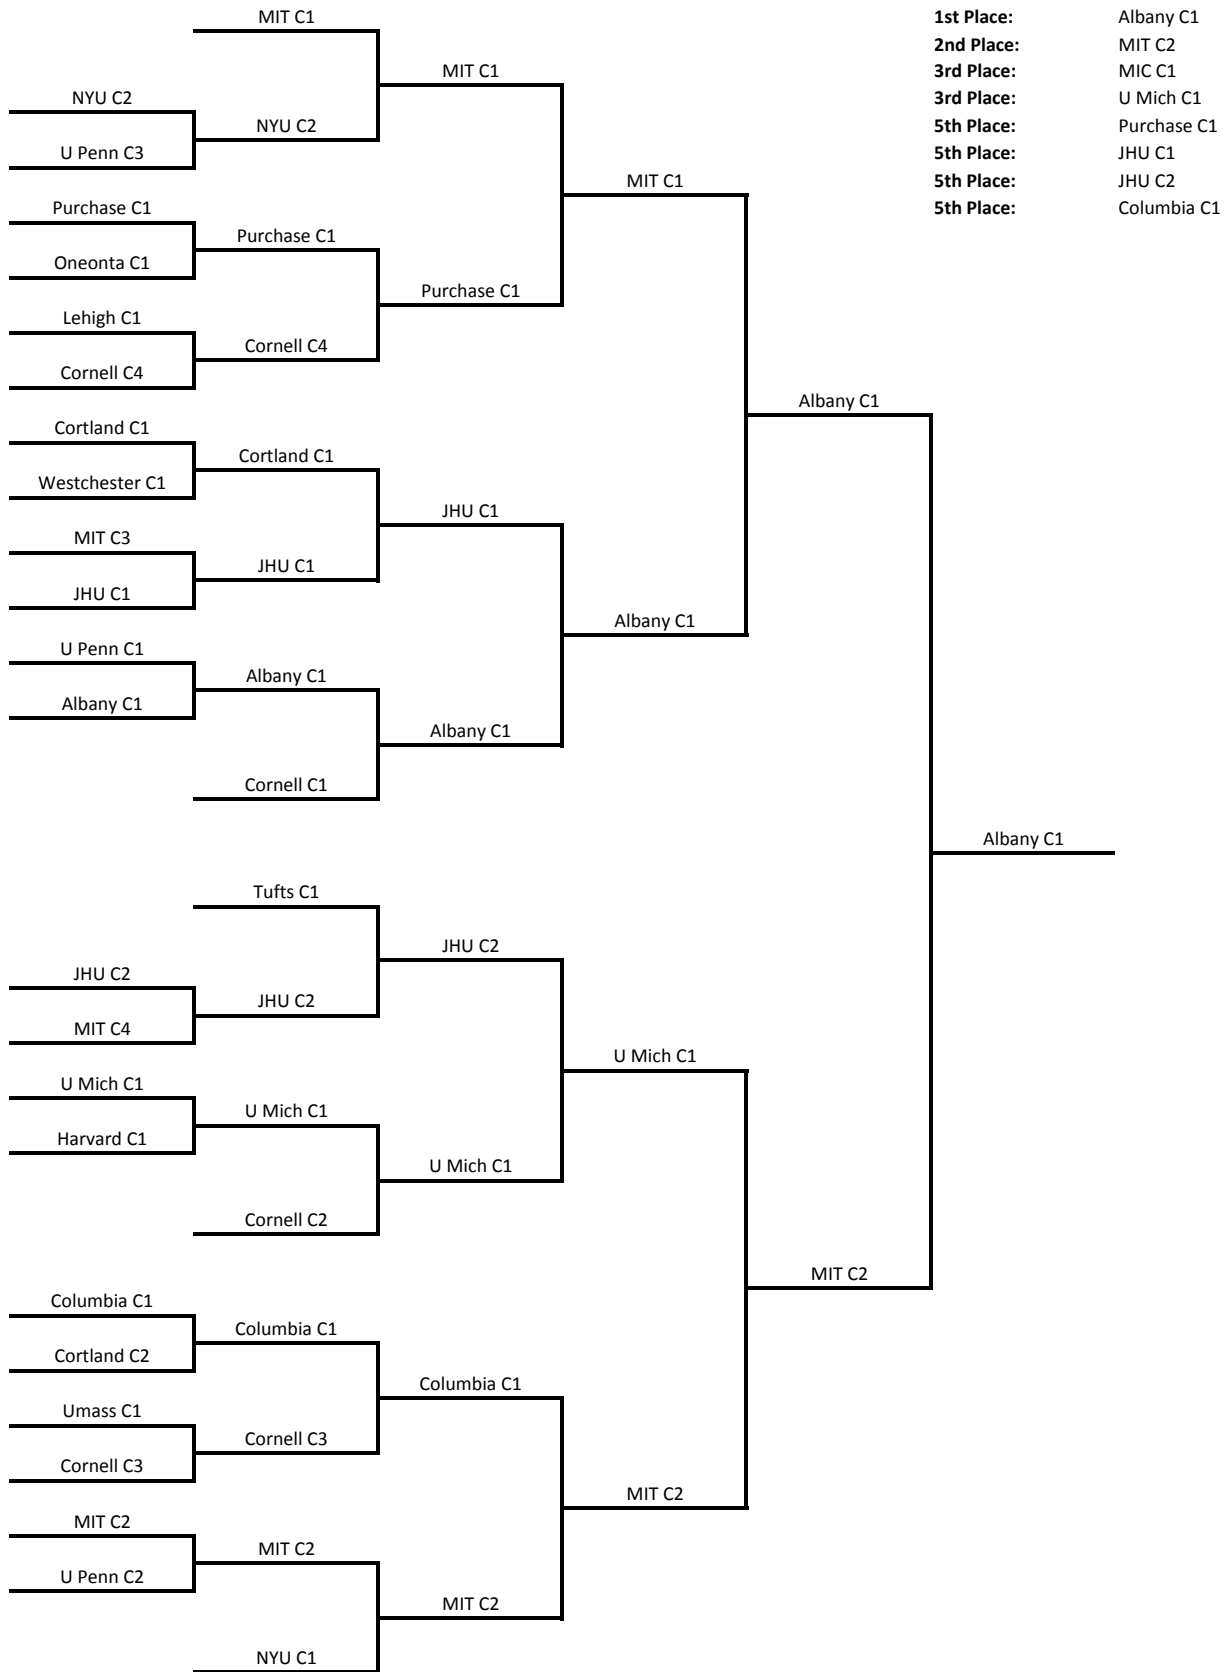 MIT C1
1st Place: Albany C1
2nd Place: MIT C2
MIT C1
3rd Place: MIC C1
NYU C2
3rd Place: U Mich C1
NYU C2
5th Place: Purchase C1
U Penn C3
5th Place: JHU C1
MIT C1
5th Place: JHU C2
Purchase C1
5th Place: Columbia C1
Purchase C1
Oneonta C1
Purchase C1
Lehigh C1
Cornell C4
Cornell C4
Albany C1
Cortland C1
Cortland C1
Westchester C1
JHU C1
MIT C3
JHU C1
JHU C1
Albany C1
U Penn C1
Albany C1
Albany C1
Albany C1
Cornell C1
Albany C1
Tufts C1
JHU C2
JHU C2
JHU C2
MIT C4
U Mich C1
U Mich C1
U Mich C1
Harvard C1
U Mich C1
Cornell C2
MIT C2
Columbia C1
Columbia C1
Cortland C2
Columbia C1
Umass C1
Cornell C3
Cornell C3
MIT C2
MIT C2
MIT C2
U Penn C2
MIT C2
NYU C1